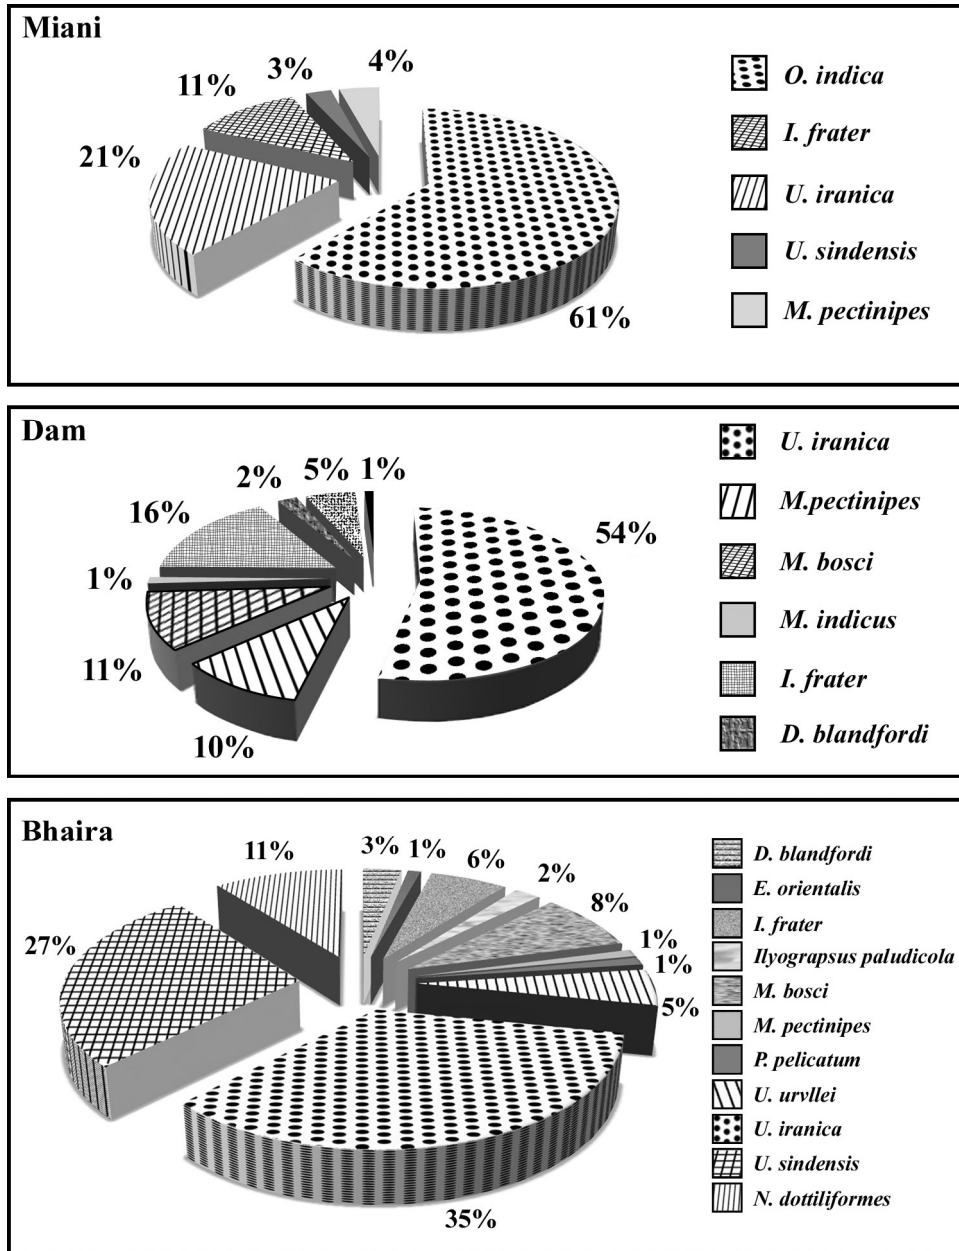 Miani
3%
4%
11%
21%
61%
O. indica
I. frater
U. iranica
U. sindensis
M. pectinipes
Dam
2%
5%
1%
16%
54%
1%
11%
10%
U. iranica
M.pectinipes
M. bosci
M. indicus
I. frater
D. blandfordi
Bhaira
11%
3%
1%
6%
2%
8%
27%
1%
1%
5%
35%
D. blandfordi
E. orientalis
I. frater
Ilyograpsus paludicola
M. bosci
M. pectinipes
P. pelicatum
U. urvllei
U. iranica
U. sindensis
N. dottiliformes